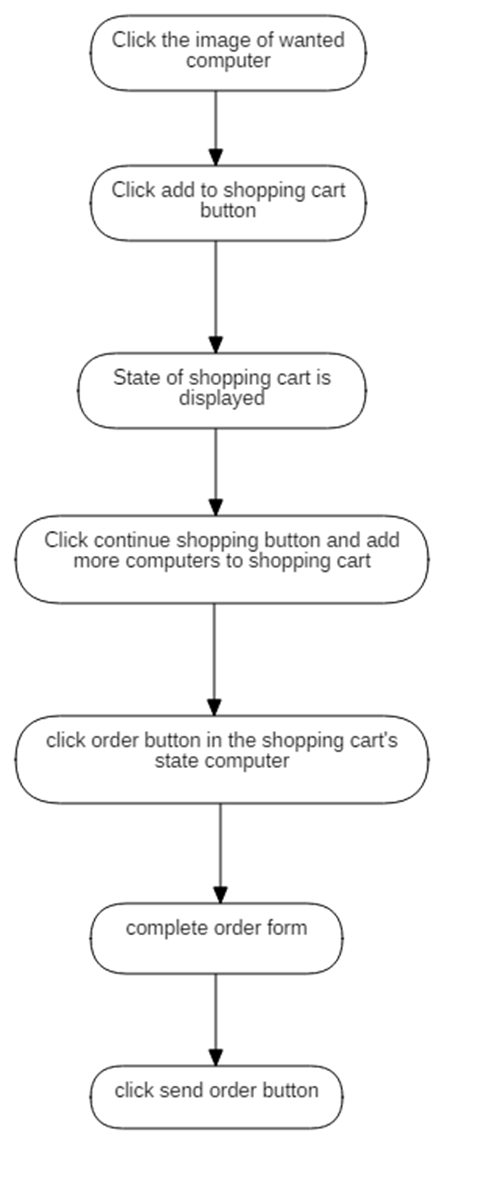 Click the image of wanted
computer
Click add to shopping cart
button
State of shopping cart is
displayed
Click continue shopping button and add
more computers to shopping cart
click order button in the shopping cart's
state computer
complete order form
click send order button